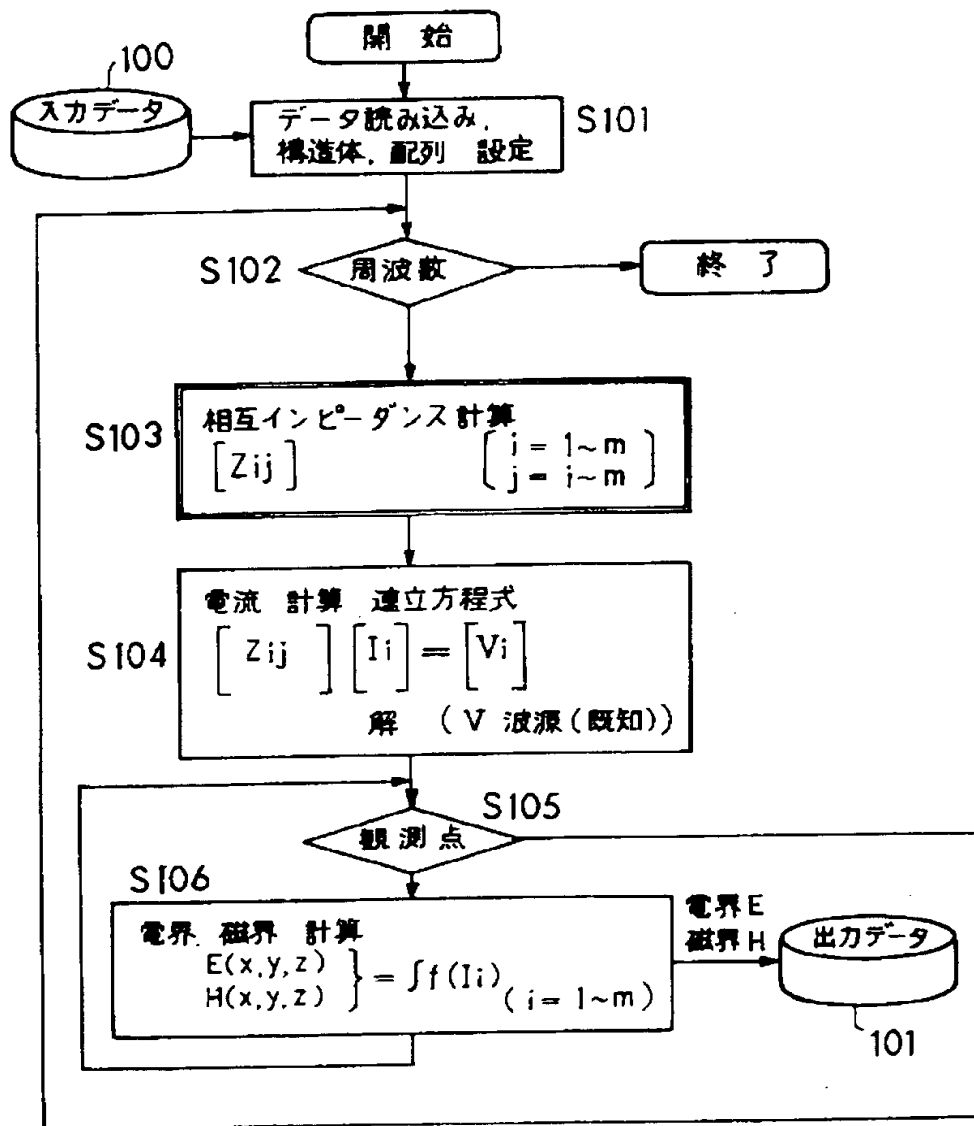 開始
100
入力データ
データ読み込み,
構造体,配列 設定
S101
S102
周波数
終了
S103
相互インピーダンス計算
[Zij]
( i = 1~m
j = i~m )
S104
電流 計算 連立方程式
[ Zij ] [Ii] = [Vi]
解 ( V 波源(既知))
S105
観測点
S106
電界, 磁界 計算
E(x,y,z)
H(x,y,z) } = ∫f(Ii)
( i = 1~m)
電界E
磁界H
出力データ
101